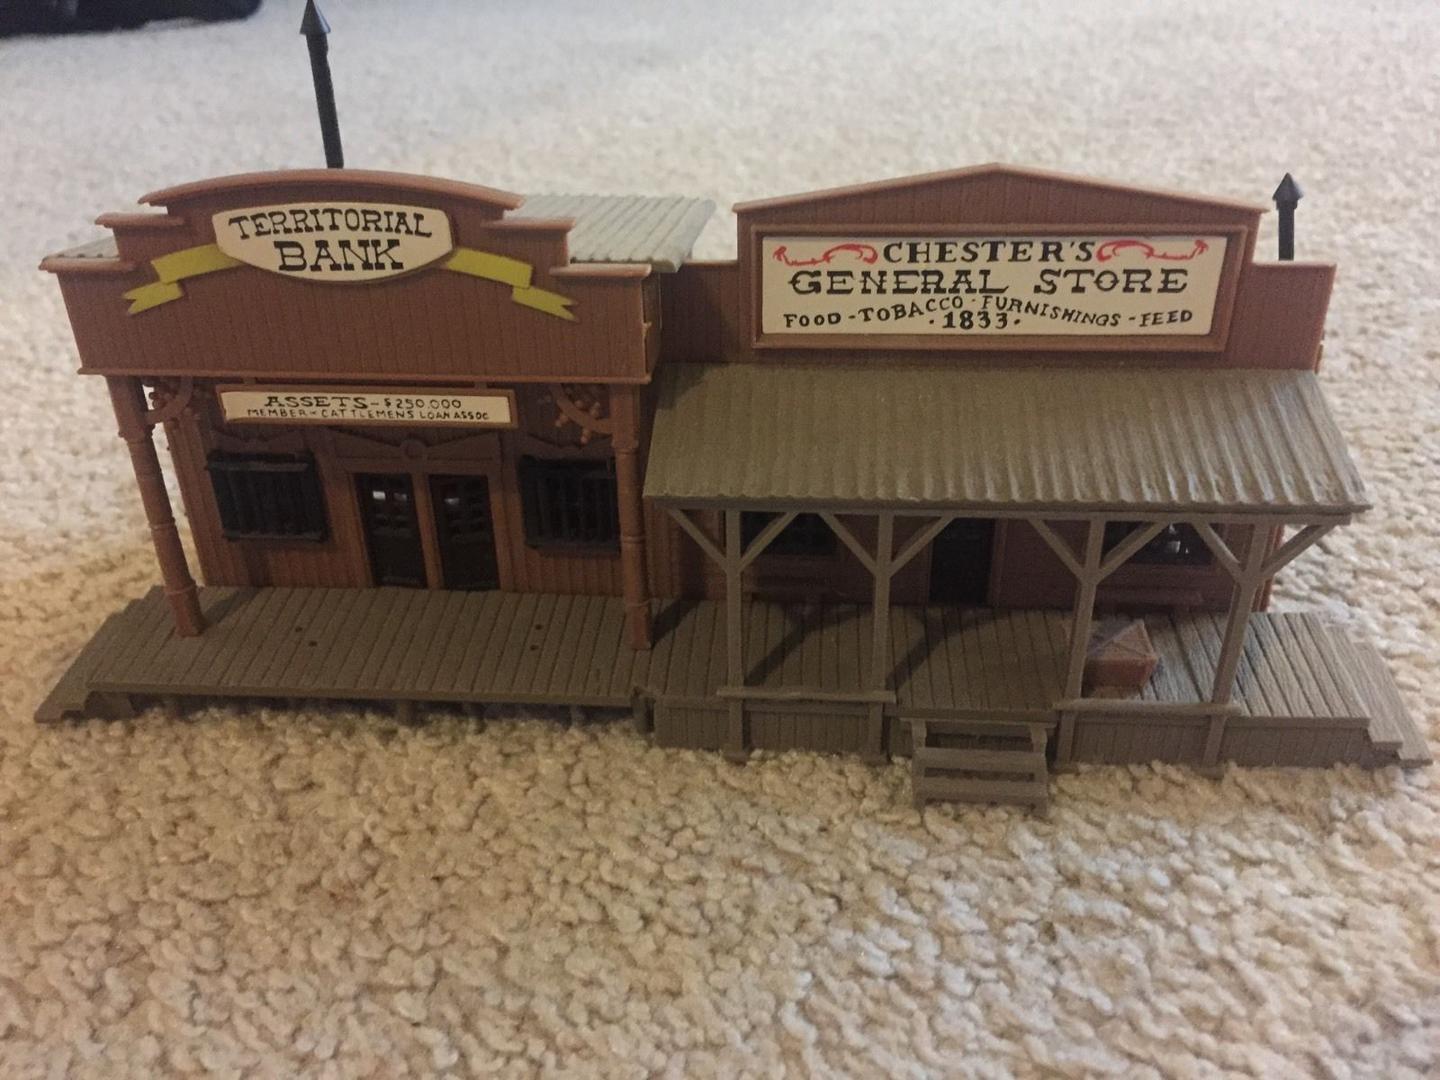 TERRITORIAL
BANK
ASSETS - $250,000
MEMBER - CATTLEMENS LOAN ASSOC
CHESTER'S
GENERAL STORE
FOOD - TOBACCO - FURNISHINGS - FEED
· 1833 ·